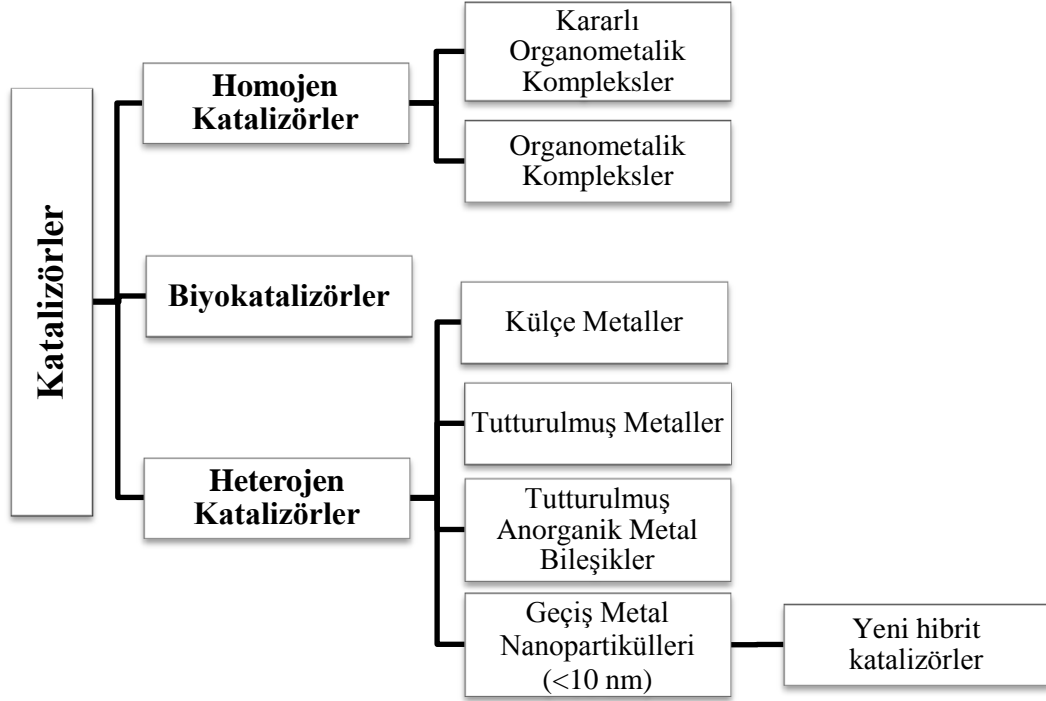 Katalizörler
Homojen
Katalizörler
Kararlı
Organometalik
Kompleksler
Organometalik
Kompleksler
Biyokatalizörler
Heterojen
Katalizörler
Külçe Metaller
Tutturulmuş Metaller
Tutturulmuş
Anorganik Metal
Bileşikler
Geçiş Metal
Nanopartikülleri
(<10 nm)
Yeni hibrit
katalizörler